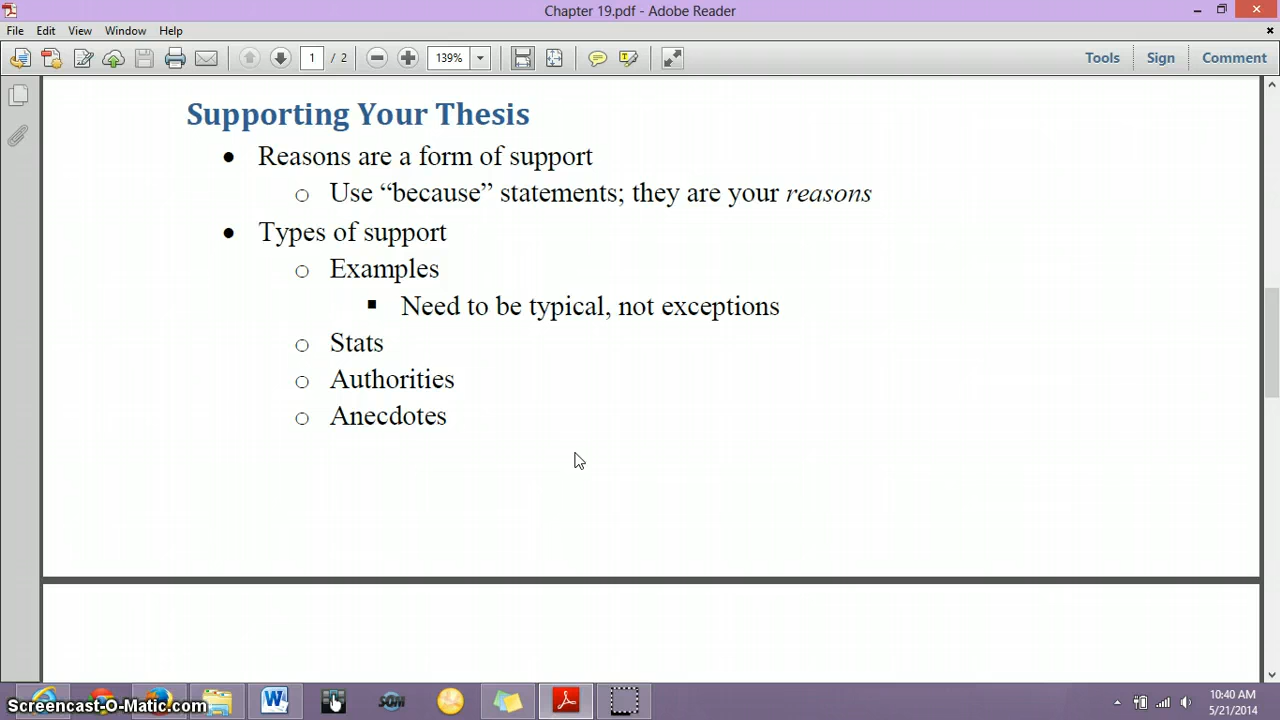 Chapter 19.pdf - Adobe Reader
File Edit View Window Help
1 / 2 139% Tools Sign Comment
Supporting Your Thesis
• Reasons are a form of support
○ Use “because” statements; they are your reasons
• Types of support
○ Examples
▪ Need to be typical, not exceptions
○ Stats
○ Authorities
○ Anecdotes
10:40 AM
Screencast-O-Matic.com SOM 5/21/2014